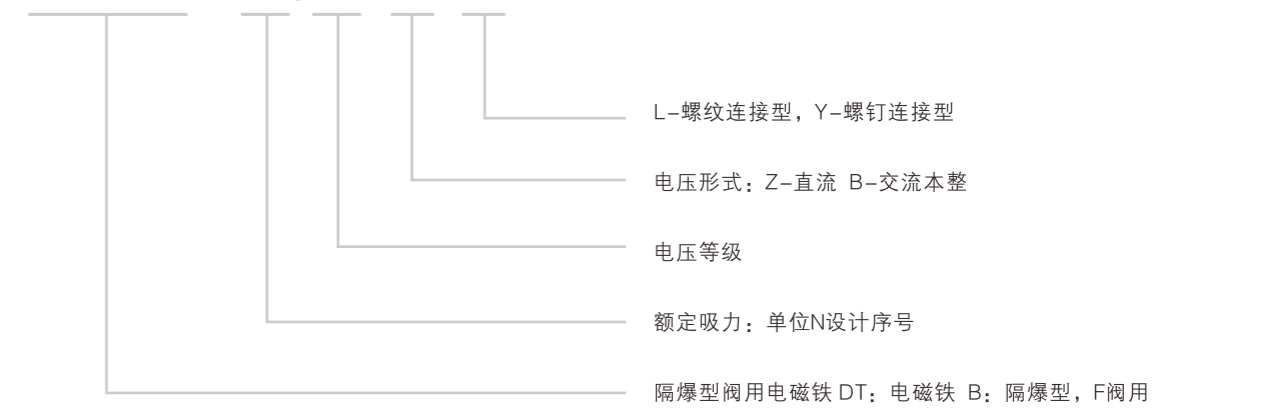 L-螺纹连接型，Y-螺钉连接型
电压形式：Z-直流 B-交流本整
电压等级
额定吸力：单位N设计序号
隔爆型阀用电磁铁 DT：电磁铁 B：隔爆型，F阀用